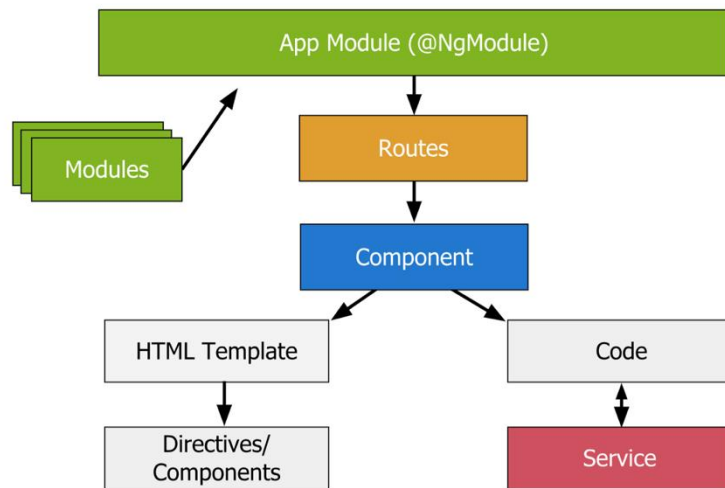 App Module (@NgModule)
Routes
Modules
Component
HTML Template
Code
Directives/
Components
Service